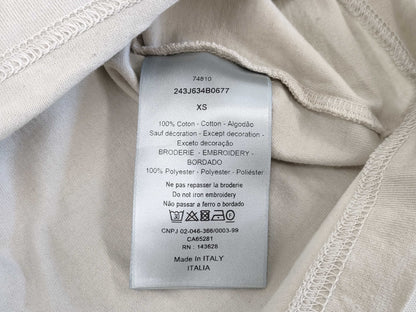 74810
243J634B0677
XS
100% Coton - Cotton - Algodão
Sauf décoration - Except decoration -
Exceto decoração
BRODERIE - EMBROIDERY -
BORDADO
100% Polyester - Polyester - Poliéster
Ne pas repasser la broderie
Do not iron embroidery
Não passar a ferro o bordado
CNPJ 02-046-366/0003-99
CA65281
RN : 143628
Made In ITALY
ITALIA